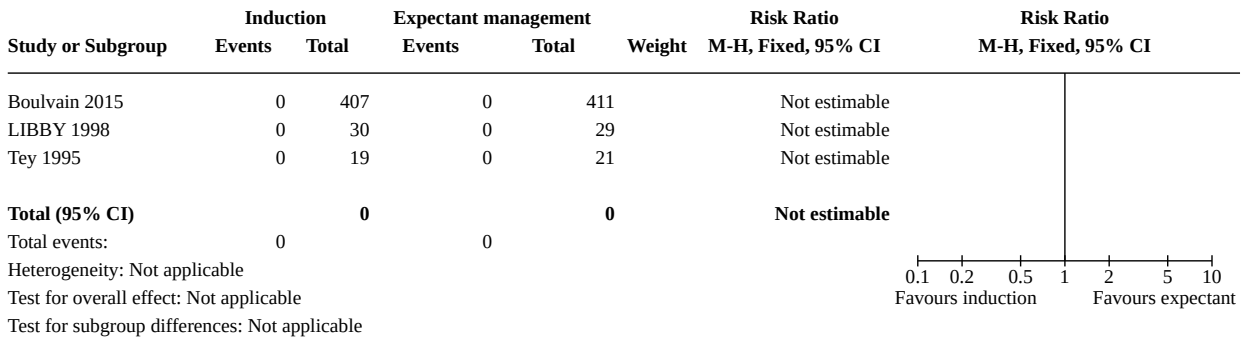 Induction Expectant management Risk Ratio Risk Ratio
Study or Subgroup Events Total Events Total Weight M-H, Fixed, 95% CI M-H, Fixed, 95% CI
Boulvain 2015 0 407 0 411 Not estimable
LIBBY 1998 0 30 0 29 Not estimable
Tey 1995 0 19 0 21 Not estimable
Total (95% CI) 0 0 Not estimable
Total events: 0 0
Heterogeneity: Not applicable
0.1 0.2 0.5 1 2 5 10
Test for overall effect: Not applicable Favours induction Favours expectant
Test for subgroup differences: Not applicable